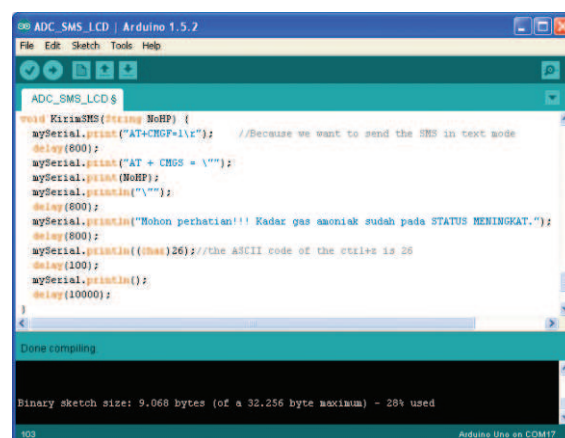 ADC_SMS_LCD | Arduino 1.5.2
File Edit Sketch Tools Help
ADC_SMS_LCD §
void KirimSMS(String NoHP) {
mySerial.print("AT+CMGF=1\r"); //Because we want to send the SMS in text mode
delay(800);
mySerial.print("AT + CMGS = \"");
mySerial.print(NoHP);
mySerial.println("\"");
delay(800);
mySerial.println("Mohon perhatian!!! Kadar gas amoniak sudah pada STATUS MENINGKAT.");
delay(800);
mySerial.println((char)26);//the ASCII code of the ctrl+z is 26
delay(100);
mySerial.println();
delay(10000);
}
Done compiling.
Binary sketch size: 9.068 bytes (of a 32.256 byte maximum) - 28% used
103 Arduino Uno on COM17